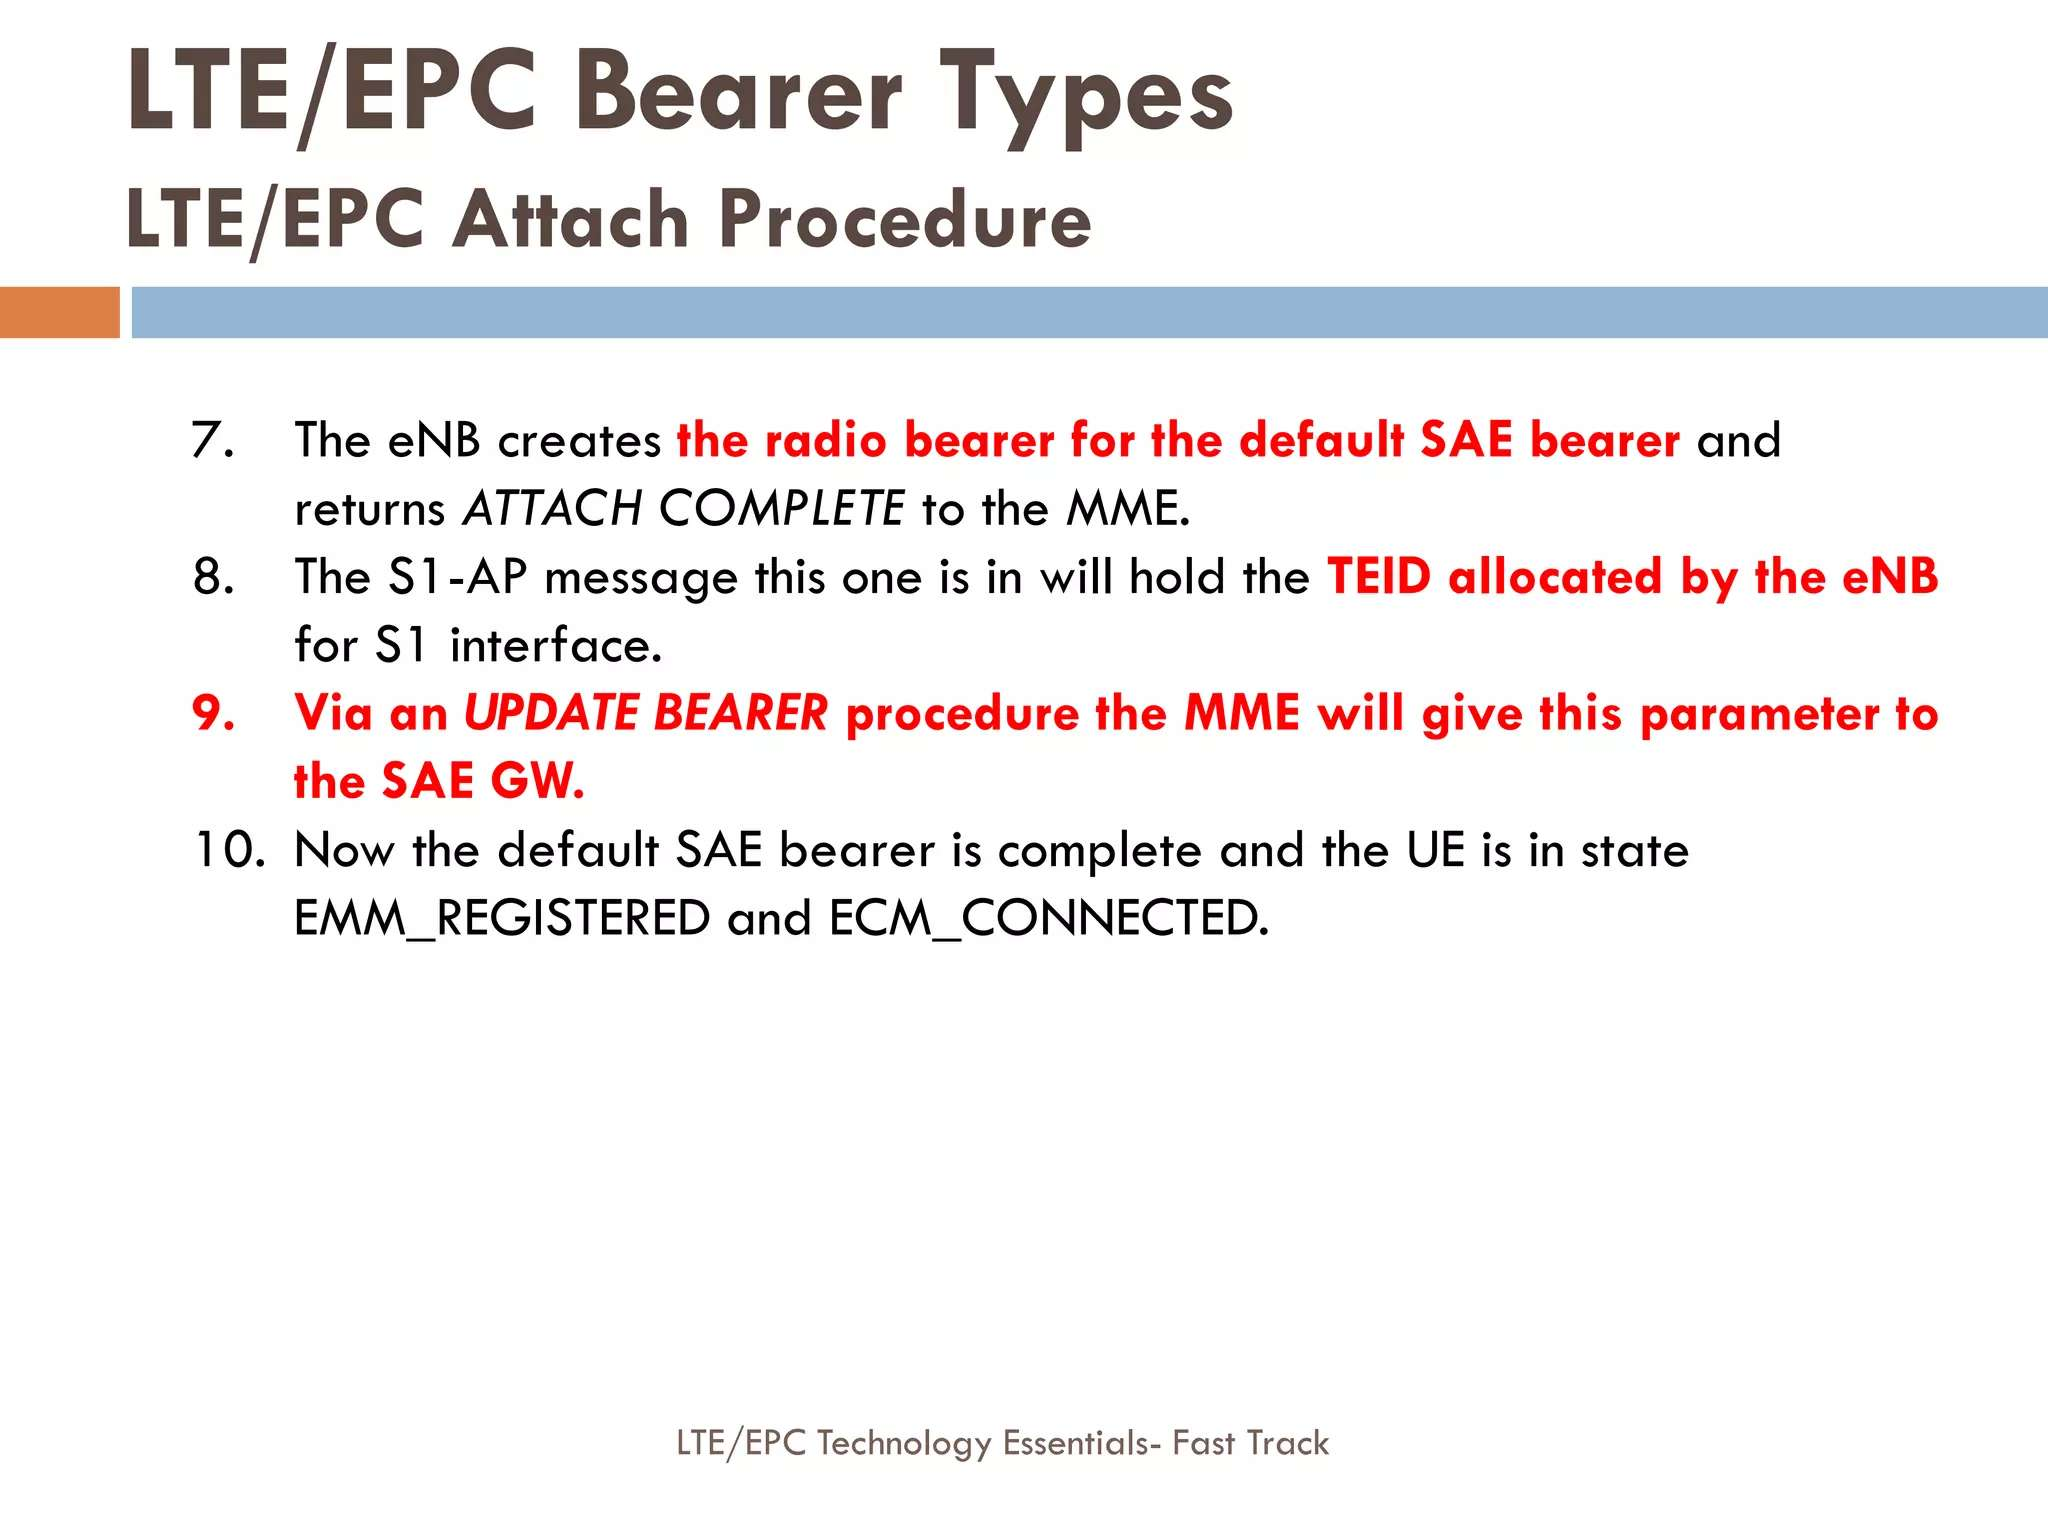 LTE/EPC Bearer Types
LTE/EPC Attach Procedure
7. The eNB creates the radio bearer for the default SAE bearer and
returns ATTACH COMPLETE to the MME.
8. The S1-AP message this one is in will hold the TEID allocated by the eNB
for S1 interface.
9. Via an UPDATE BEARER procedure the MME will give this parameter to
the SAE GW.
10. Now the default SAE bearer is complete and the UE is in state
EMM_REGISTERED and ECM_CONNECTED.
LTE/EPC Technology Essentials- Fast Track